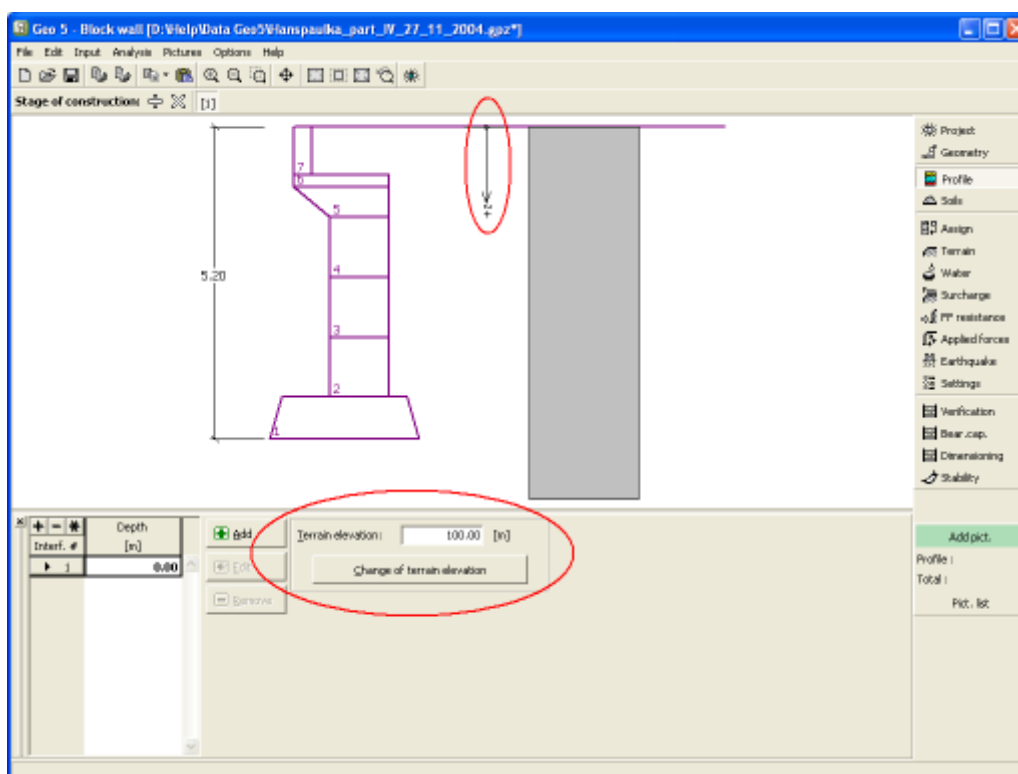 Geo 5 - Block wall [D:\Help\Data Geo5\Hanspaulka_part_IV_27_11_2004.gpz*]
File Edit Input Analysis Pictures Options Help
Stage of construction: [1]
7
6
5
4
3
2
1
5.20
+z
Project
Geometry
Profile
Soils
Assign
Terrain
Water
Surcharge
FF resistance
Applied forces
Earthquake
Settings
Verification
Bear.cap.
Dimensioning
Stability
Add pict.
Profile :
Total :
Pict. list
Interf. # Depth
[m]
1 0.00
Add
Edit
Remove
Terrain elevation: 100.00 [m]
Change of terrain elevation